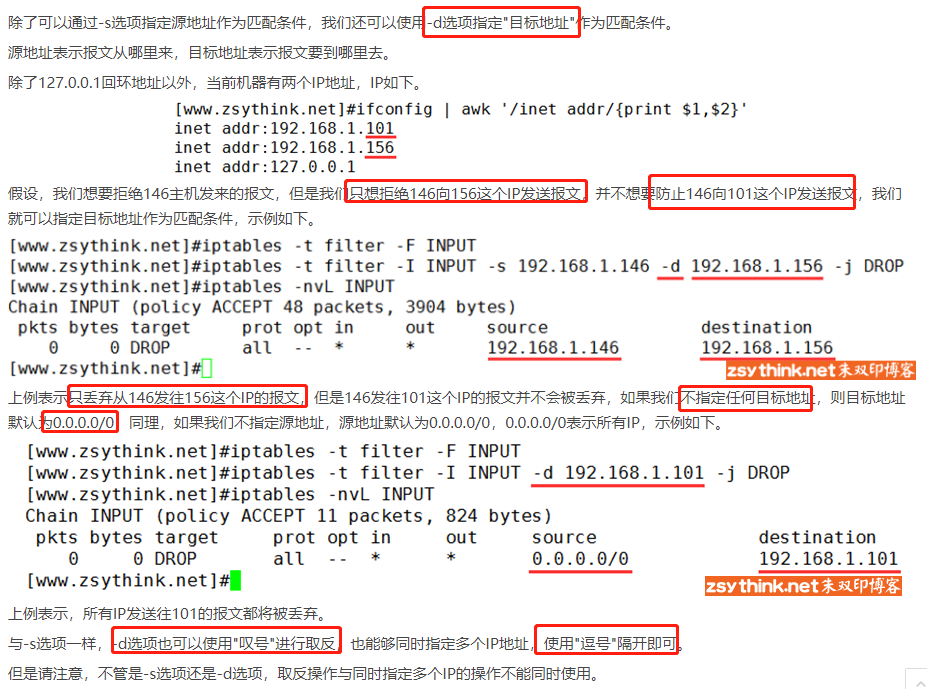 除了可以通过-s选项指定源地址作为匹配条件，我们还可以使用-d选项指定"目标地址"作为匹配条件。
源地址表示报文从哪里来，目标地址表示报文要到哪里去。
除了127.0.0.1回环地址以外，当前机器有两个IP地址，IP如下。
[www.zsythink.net]#ifconfig | awk '/inet addr/{print $1,$2}'
inet addr:192.168.1.101
inet addr:192.168.1.156
inet addr:127.0.0.1
假设，我们想要拒绝146主机发来的报文，但是我们只想拒绝146向156这个IP发送报文，并不想要防止146向101这个IP发送报文，我们
就可以指定目标地址作为匹配条件，示例如下。
[www.zsythink.net]#iptables -t filter -F INPUT
[www.zsythink.net]#iptables -t filter -I INPUT -s 192.168.1.146 -d 192.168.1.156 -j DROP
[www.zsythink.net]#iptables -nvL INPUT
Chain INPUT (policy ACCEPT 48 packets, 3904 bytes)
pkts bytes target prot opt in out source destination
0 0 DROP all -- * * 192.168.1.146 192.168.1.156
[www.zsythink.net]#
zsythink.net朱双印博客
上例表示只丢弃从146发往156这个IP的报文，但是146发往101这个IP的报文并不会被丢弃，如果我们不指定任何目标地址，则目标地址
默认为0.0.0.0/0，同理，如果我们不指定源地址，源地址默认为0.0.0.0/0，0.0.0.0/0表示所有IP，示例如下。
[www.zsythink.net]#iptables -t filter -F INPUT
[www.zsythink.net]#iptables -t filter -I INPUT -d 192.168.1.101 -j DROP
[www.zsythink.net]#iptables -nvL INPUT
Chain INPUT (policy ACCEPT 11 packets, 824 bytes)
pkts bytes target prot opt in out source destination
0 0 DROP all -- * * 0.0.0.0/0 192.168.1.101
[www.zsythink.net]#
zsythink.net朱双印博客
上例表示，所有IP发送往101的报文都将被丢弃。
与-s选项一样，-d选项也可以使用"叹号"进行取反，也能够同时指定多个IP地址，使用"逗号"隔开即可。
但是请注意，不管是-s选项还是-d选项，取反操作与同时指定多个IP的操作不能同时使用。